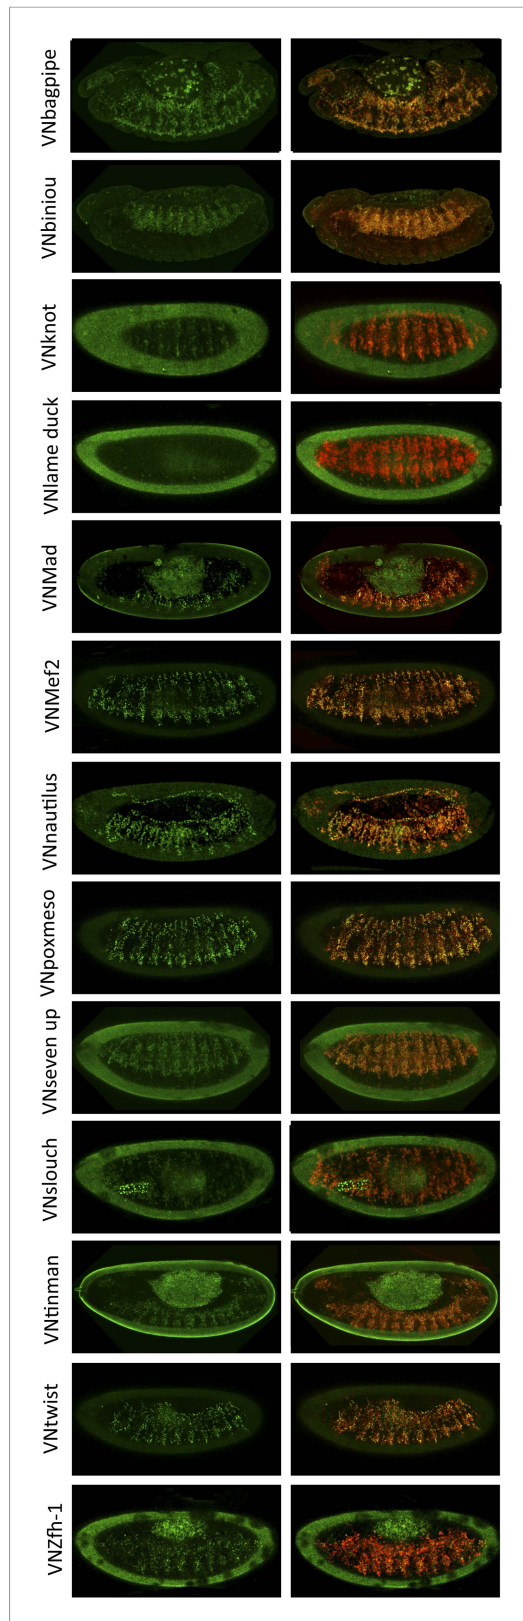 VNbagpipe
VNbiniou
VNknot
VNlame duck
VNMad
VNMef2
VNnautilus
VNpoxmeso
VNseven up
VNslouch
VNtinman
VNtwist
VNZfh-1